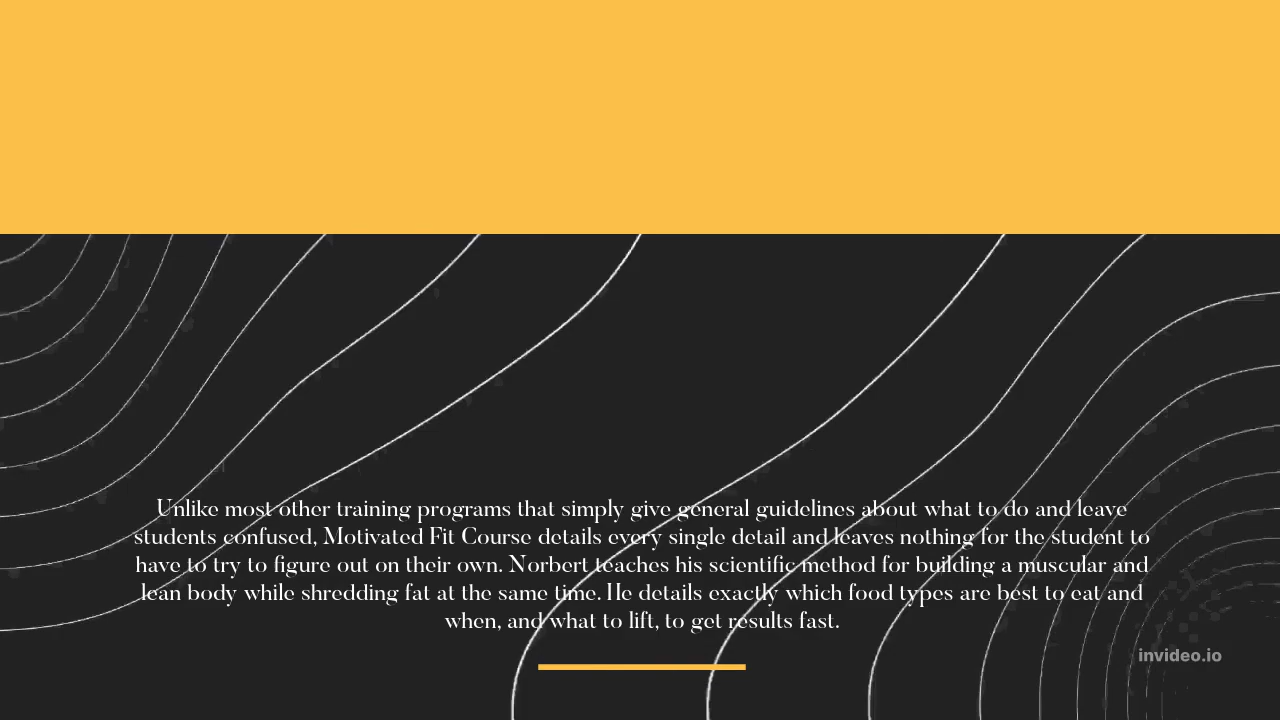 Unlike most other training programs that simply give general guidelines about what to do and leave
students confused, Motivated Fit Course details every single detail and leaves nothing for the student to
have to try to figure out on their own. Norbert teaches his scientific method for building a muscular and
lean body while shredding fat at the same time. He details exactly which food types are best to eat and
when, and what to lift, to get results fast.
invideo.io